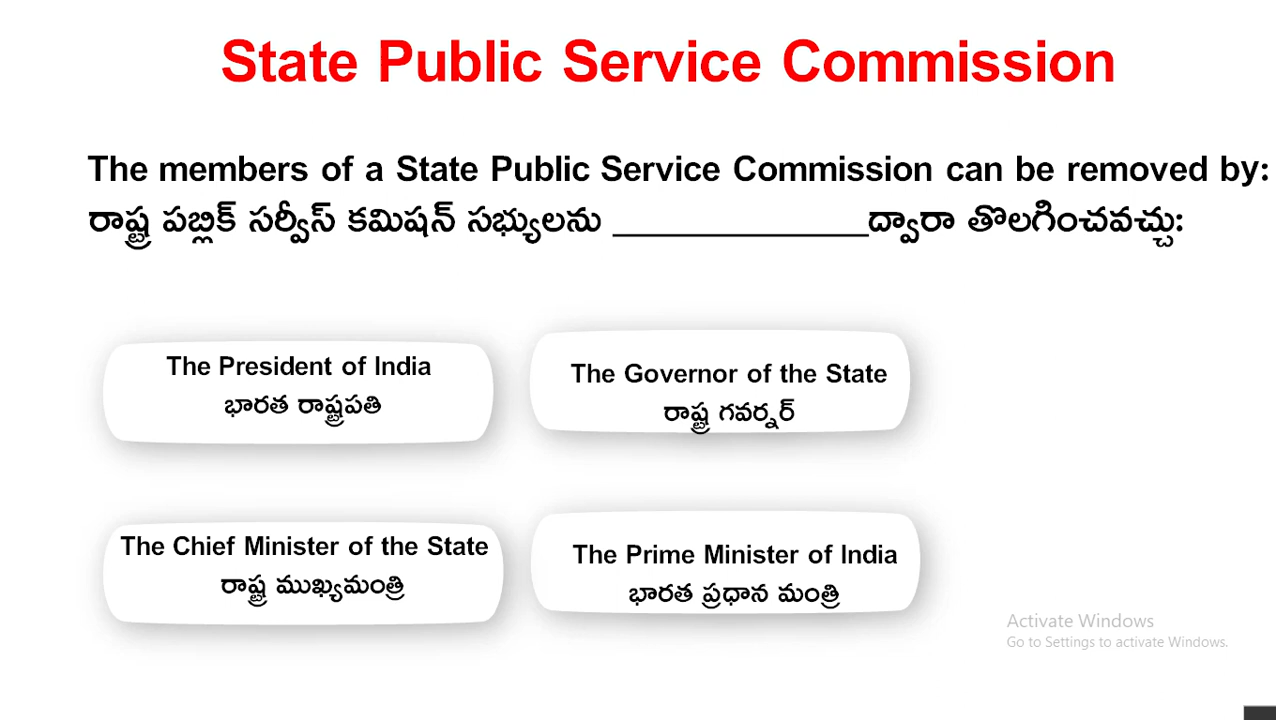 State Public Service Commission
The members of a State Public Service Commission can be removed by:
రాష్ట్ర పబ్లిక్ సర్వీస్ కమిషన్ సభ్యులను ______________ద్వారా తొలగించవచ్చు:
The President of India
భారత రాష్ట్రపతి
The Governor of the State
రాష్ట్ర గవర్నర్
The Chief Minister of the State
రాష్ట్ర ముఖ్యమంత్రి
The Prime Minister of India
భారత ప్రధాన మంత్రి
Activate Windows
Go to Settings to activate Windows.